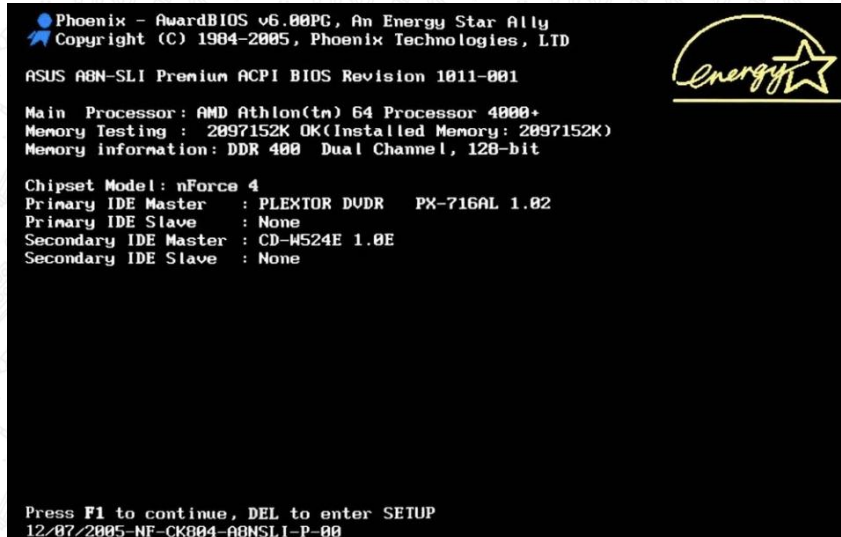 Phoenix - AwardBIOS v6.00PG, An Energy Star Ally
Copyright (C) 1984-2005, Phoenix Technologies, LTD
energy
ASUS A8N-SLI Premium ACPI BIOS Revision 1011-001
Main Processor: AMD Athlon(tm) 64 Processor 4000+
Memory Testing : 2097152K OK(Installed Memory: 2097152K)
Memory information: DDR 400 Dual Channel, 128-bit
Chipset Model: nForce 4
Primary IDE Master : PLEXTOR DVDR PX-716AL 1.02
Primary IDE Slave : None
Secondary IDE Master : CD-W524E 1.0E
Secondary IDE Slave : None
Press F1 to continue, DEL to enter SETUP
12/07/2005-NF-CK804-A8NSLI-P-00